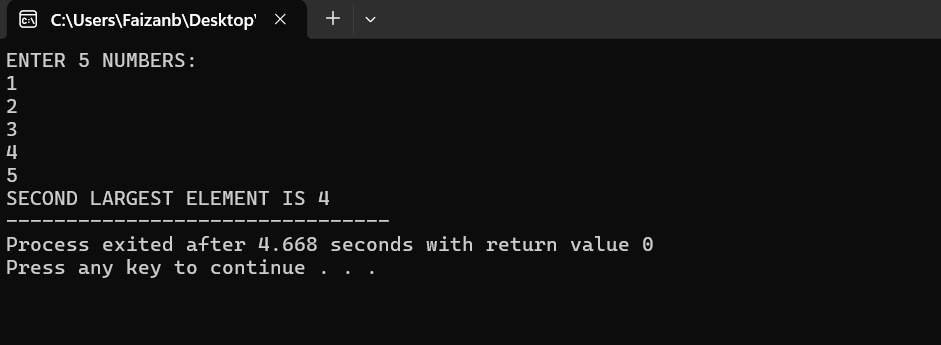 C:\Users\Faizanb\Desktop\
ENTER 5 NUMBERS:
1
2
3
4
5
SECOND LARGEST ELEMENT IS 4
--------------------------------
Process exited after 4.668 seconds with return value 0
Press any key to continue . . .